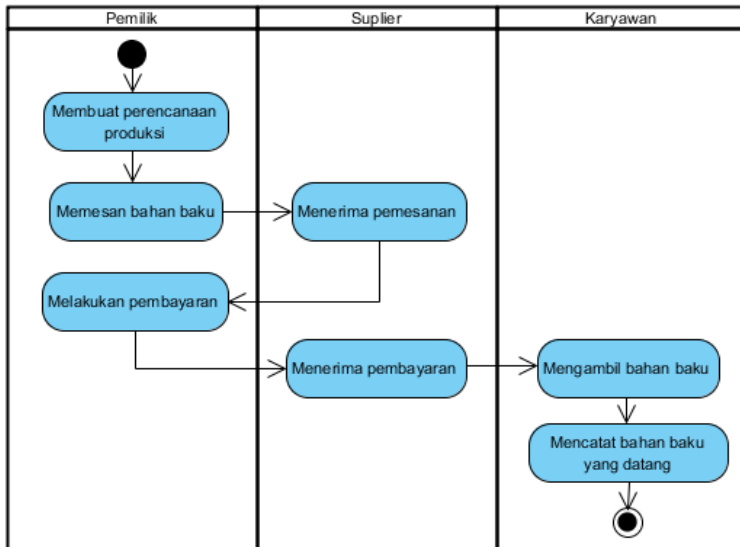 Pemilik
Suplier
Karyawan
Membuat perencanaan
produksi
Memesan bahan baku
Menerima pemesanan
Melakukan pembayaran
Menerima pembayaran
Mengambil bahan baku
Mencatat bahan baku
yang datang